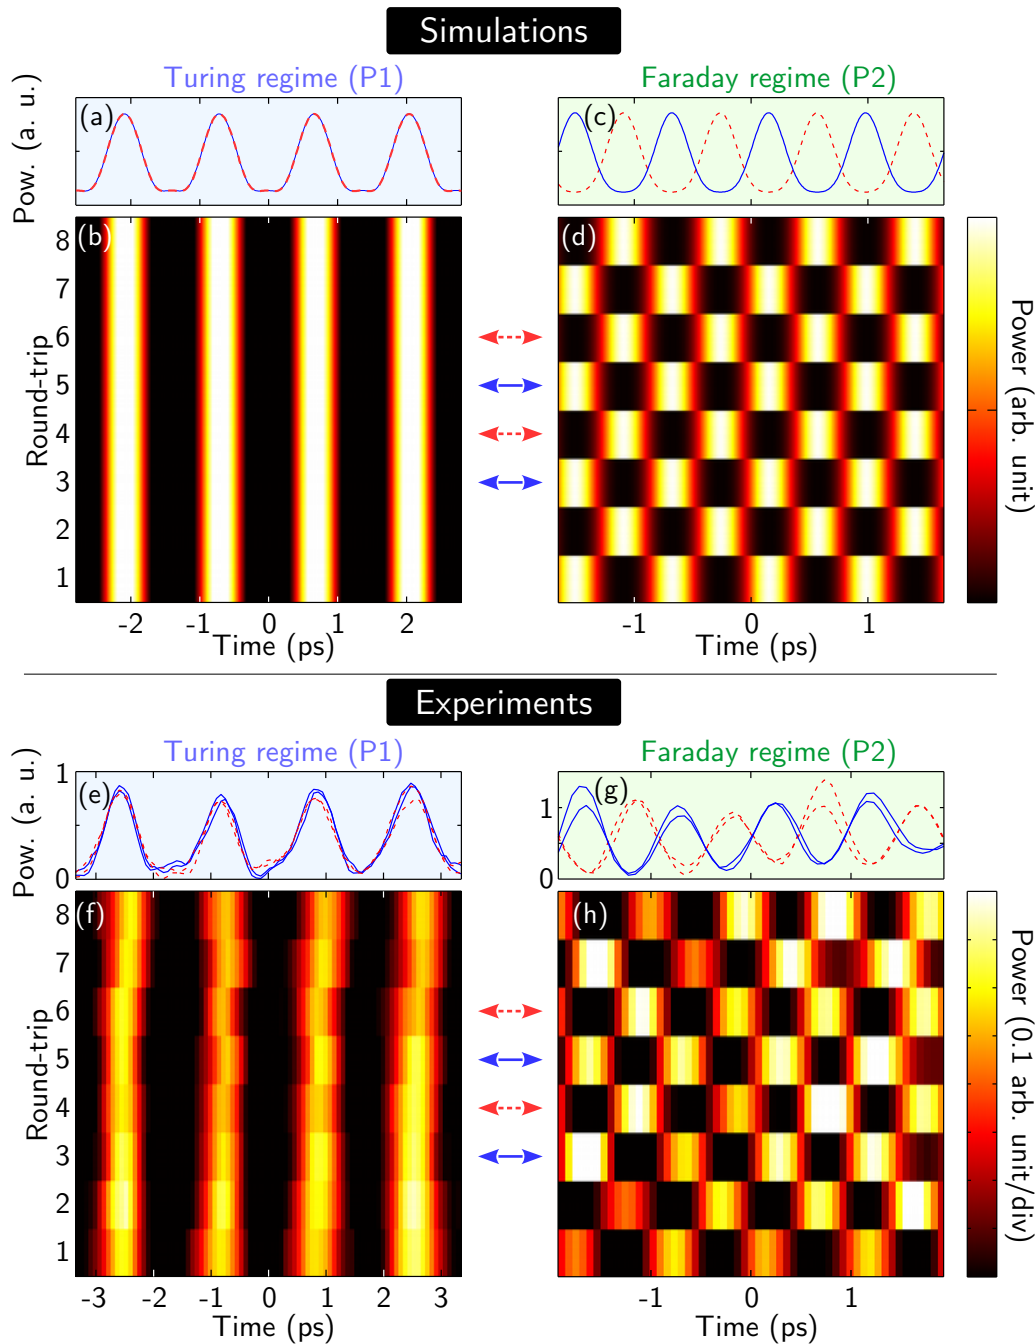 Simulations
Turing regime (P1)
Faraday regime (P2)
Pow. (a. u.)
(a)
(c)
(b)
(d)
8
7
6
5
4
3
2
1
Round-trip
-2 -1 0 1 2
Time (ps)
-1 0 1
Time (ps)
Power (arb. unit)
Experiments
Turing regime (P1)
Faraday regime (P2)
Pow. (a. u.)
1
0
(e)
1
0
(g)
(f)
(h)
8
7
6
5
4
3
2
1
Round-trip
-3 -2 -1 0 1 2 3
Time (ps)
-1 0 1
Time (ps)
Power (0.1 arb. unit/div)